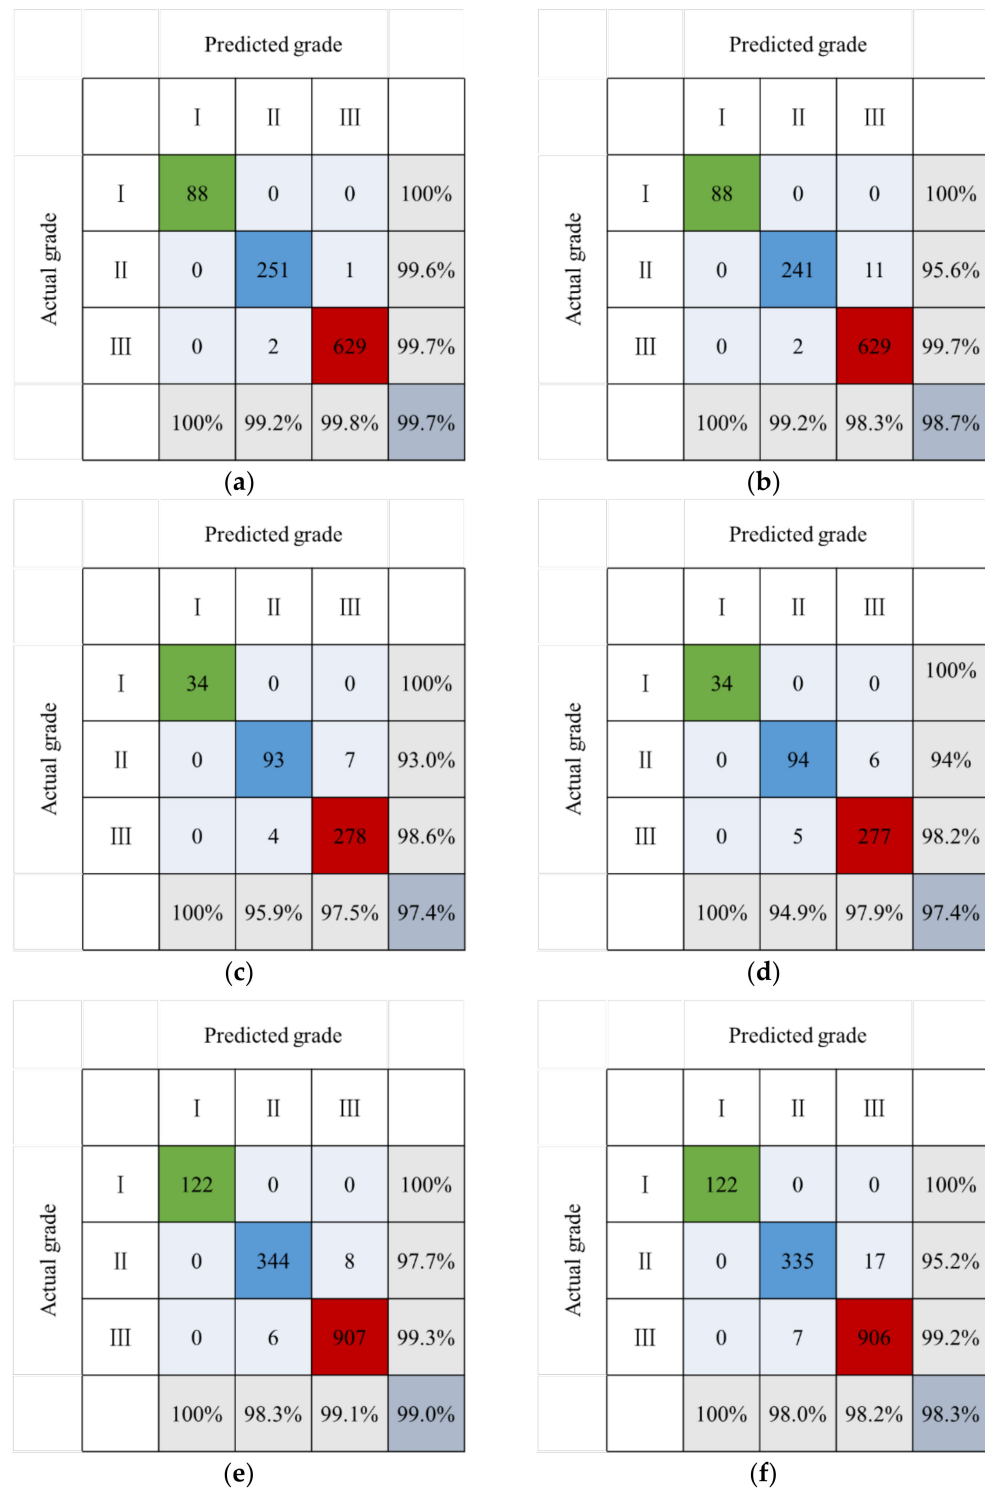 Predicted grade
I II III
Actual grade
I 88 0 0 100%
II 0 251 1 99.6%
III 0 2 629 99.7%
100% 99.2% 99.8% 99.7%
(a)
Predicted grade
I II III
Actual grade
I 88 0 0 100%
II 0 241 11 95.6%
III 0 2 629 99.7%
100% 99.2% 98.3% 98.7%
(b)
Predicted grade
I II III
Actual grade
I 34 0 0 100%
II 0 93 7 93.0%
III 0 4 278 98.6%
100% 95.9% 97.5% 97.4%
(c)
Predicted grade
I II III
Actual grade
I 34 0 0 100%
II 0 94 6 94%
III 0 5 277 98.2%
100% 94.9% 97.9% 97.4%
(d)
Predicted grade
I II III
Actual grade
I 122 0 0 100%
II 0 344 8 97.7%
III 0 6 907 99.3%
100% 98.3% 99.1% 99.0%
(e)
Predicted grade
I II III
Actual grade
I 122 0 0 100%
II 0 335 17 95.2%
III 0 7 906 99.2%
100% 98.0% 98.2% 98.3%
(f)